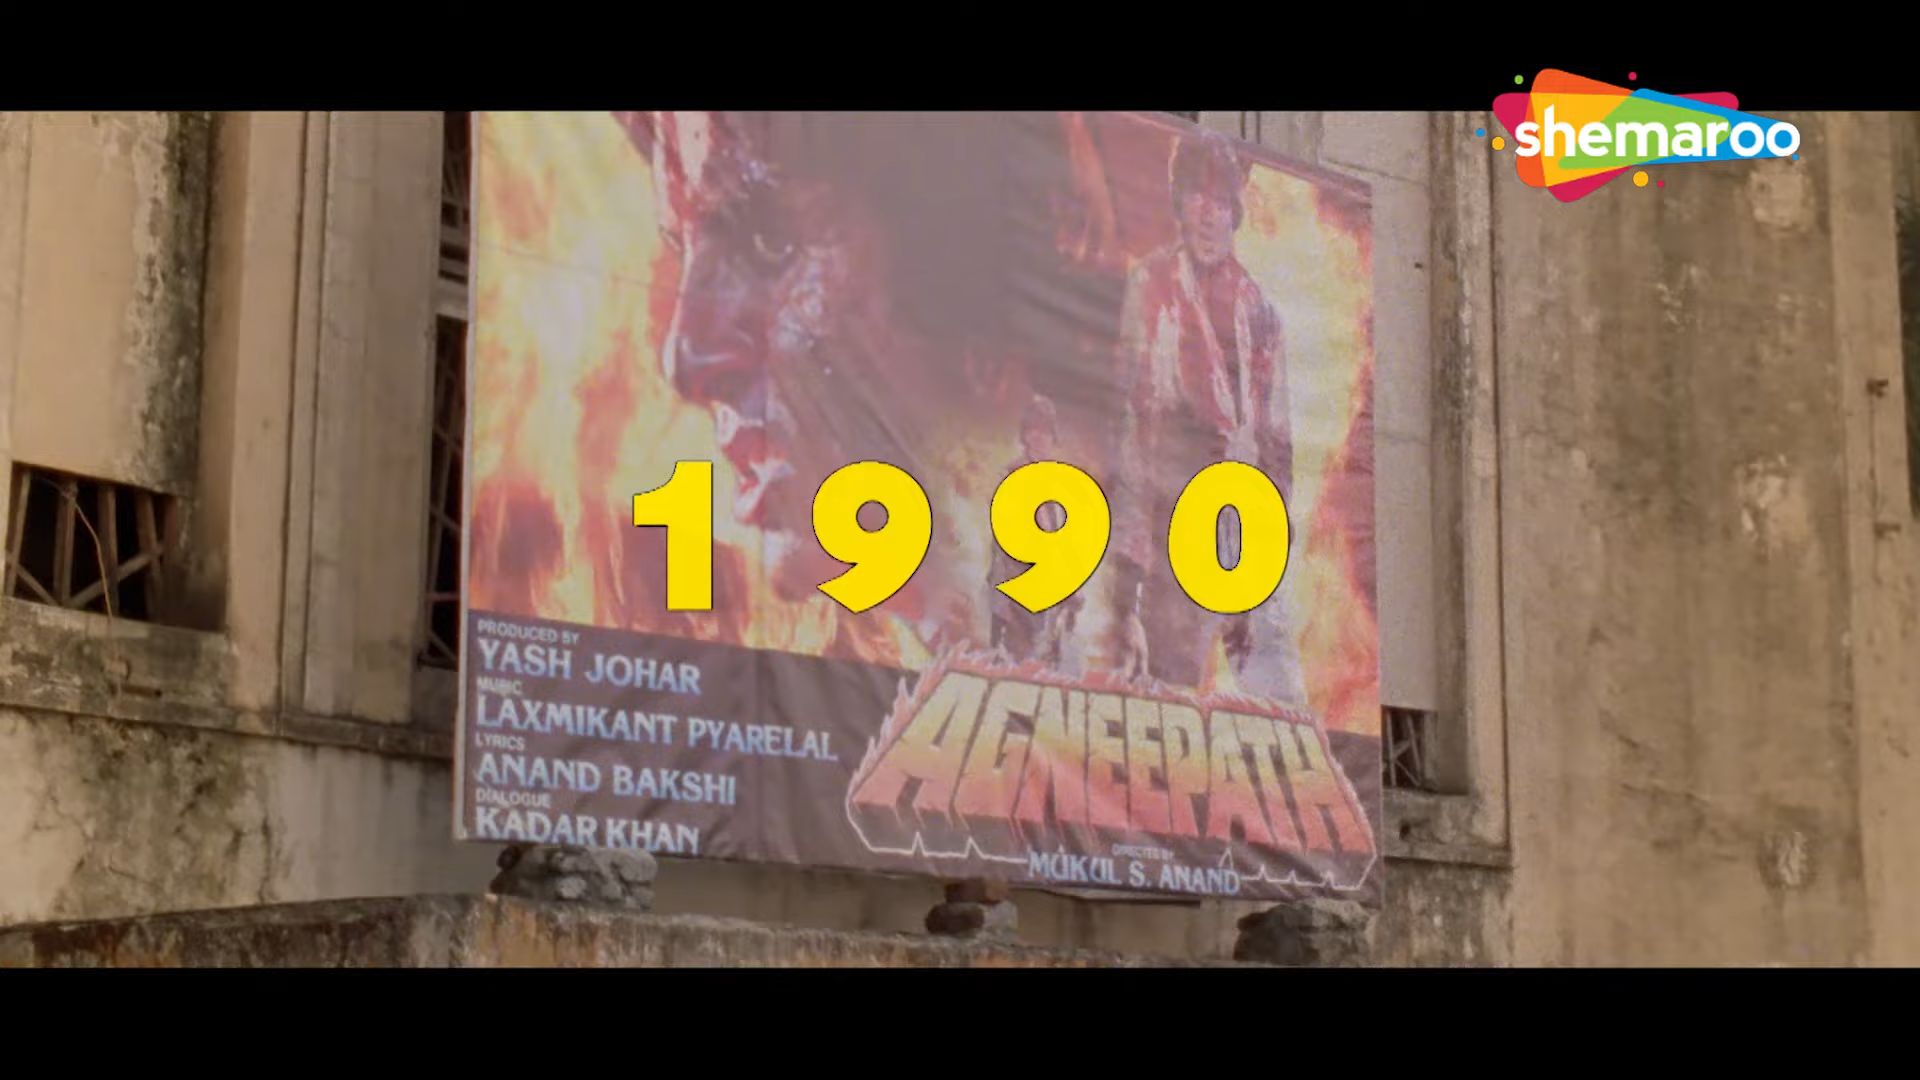 shemaroo
1990
PRODUCED BY
YASH JOHAR
MUSIC
LAXMIKANT PYARELAL
LYRICS
ANAND BAKSHI
DIALOGUE
KADAR KHAN
AGNEEPATH
DIRECTED BY
MUKUL S. ANAND